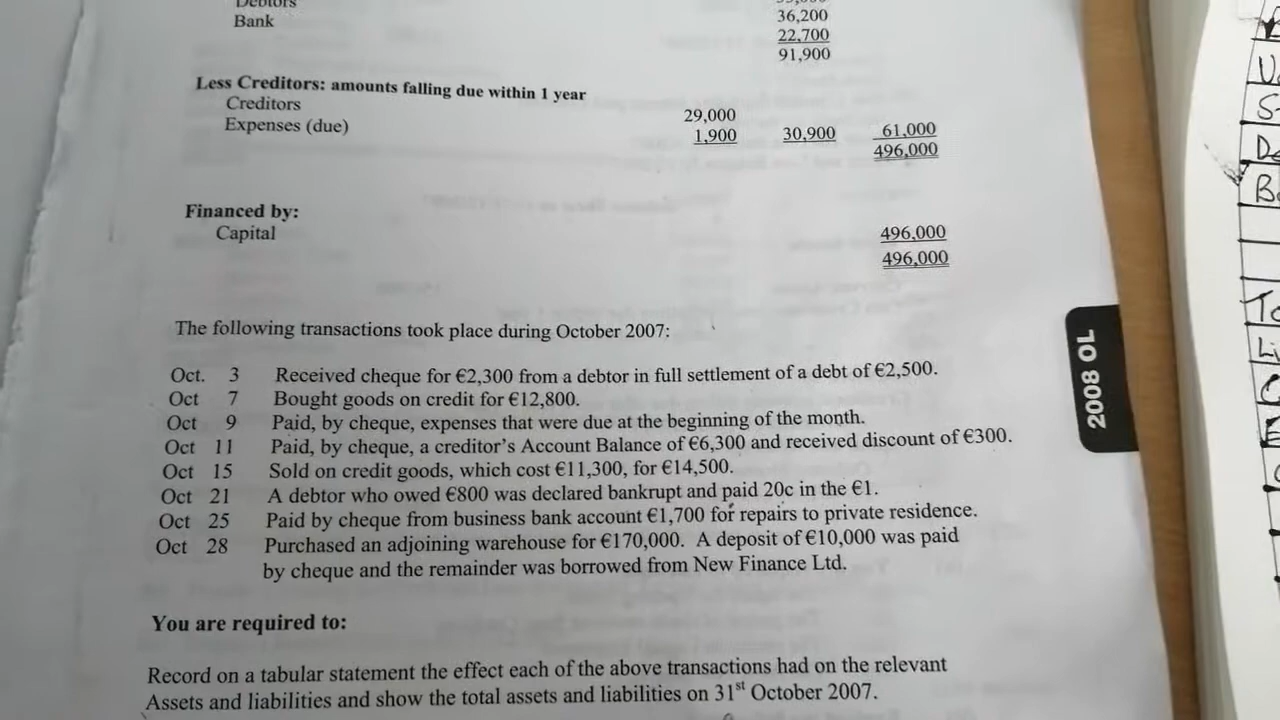 Debtors
Bank
36,200
22,700
91,900
Less Creditors: amounts falling due within 1 year
Creditors 29,000
Expenses (due) 1,900 30,900 61,000
496,000
Financed by:
Capital 496,000
496,000
The following transactions took place during October 2007:
Oct. 3 Received cheque for €2,300 from a debtor in full settlement of a debt of €2,500.
Oct 7 Bought goods on credit for €12,800.
Oct 9 Paid, by cheque, expenses that were due at the beginning of the month.
Oct 11 Paid, by cheque, a creditor's Account Balance of €6,300 and received discount of €300.
Oct 15 Sold on credit goods, which cost €11,300, for €14,500.
Oct 21 A debtor who owed €800 was declared bankrupt and paid 20c in the €1.
Oct 25 Paid by cheque from business bank account €1,700 for repairs to private residence.
Oct 28 Purchased an adjoining warehouse for €170,000. A deposit of €10,000 was paid
by cheque and the remainder was borrowed from New Finance Ltd.
You are required to:
Record on a tabular statement the effect each of the above transactions had on the relevant
Assets and liabilities and show the total assets and liabilities on 31st October 2007.
2008 OL